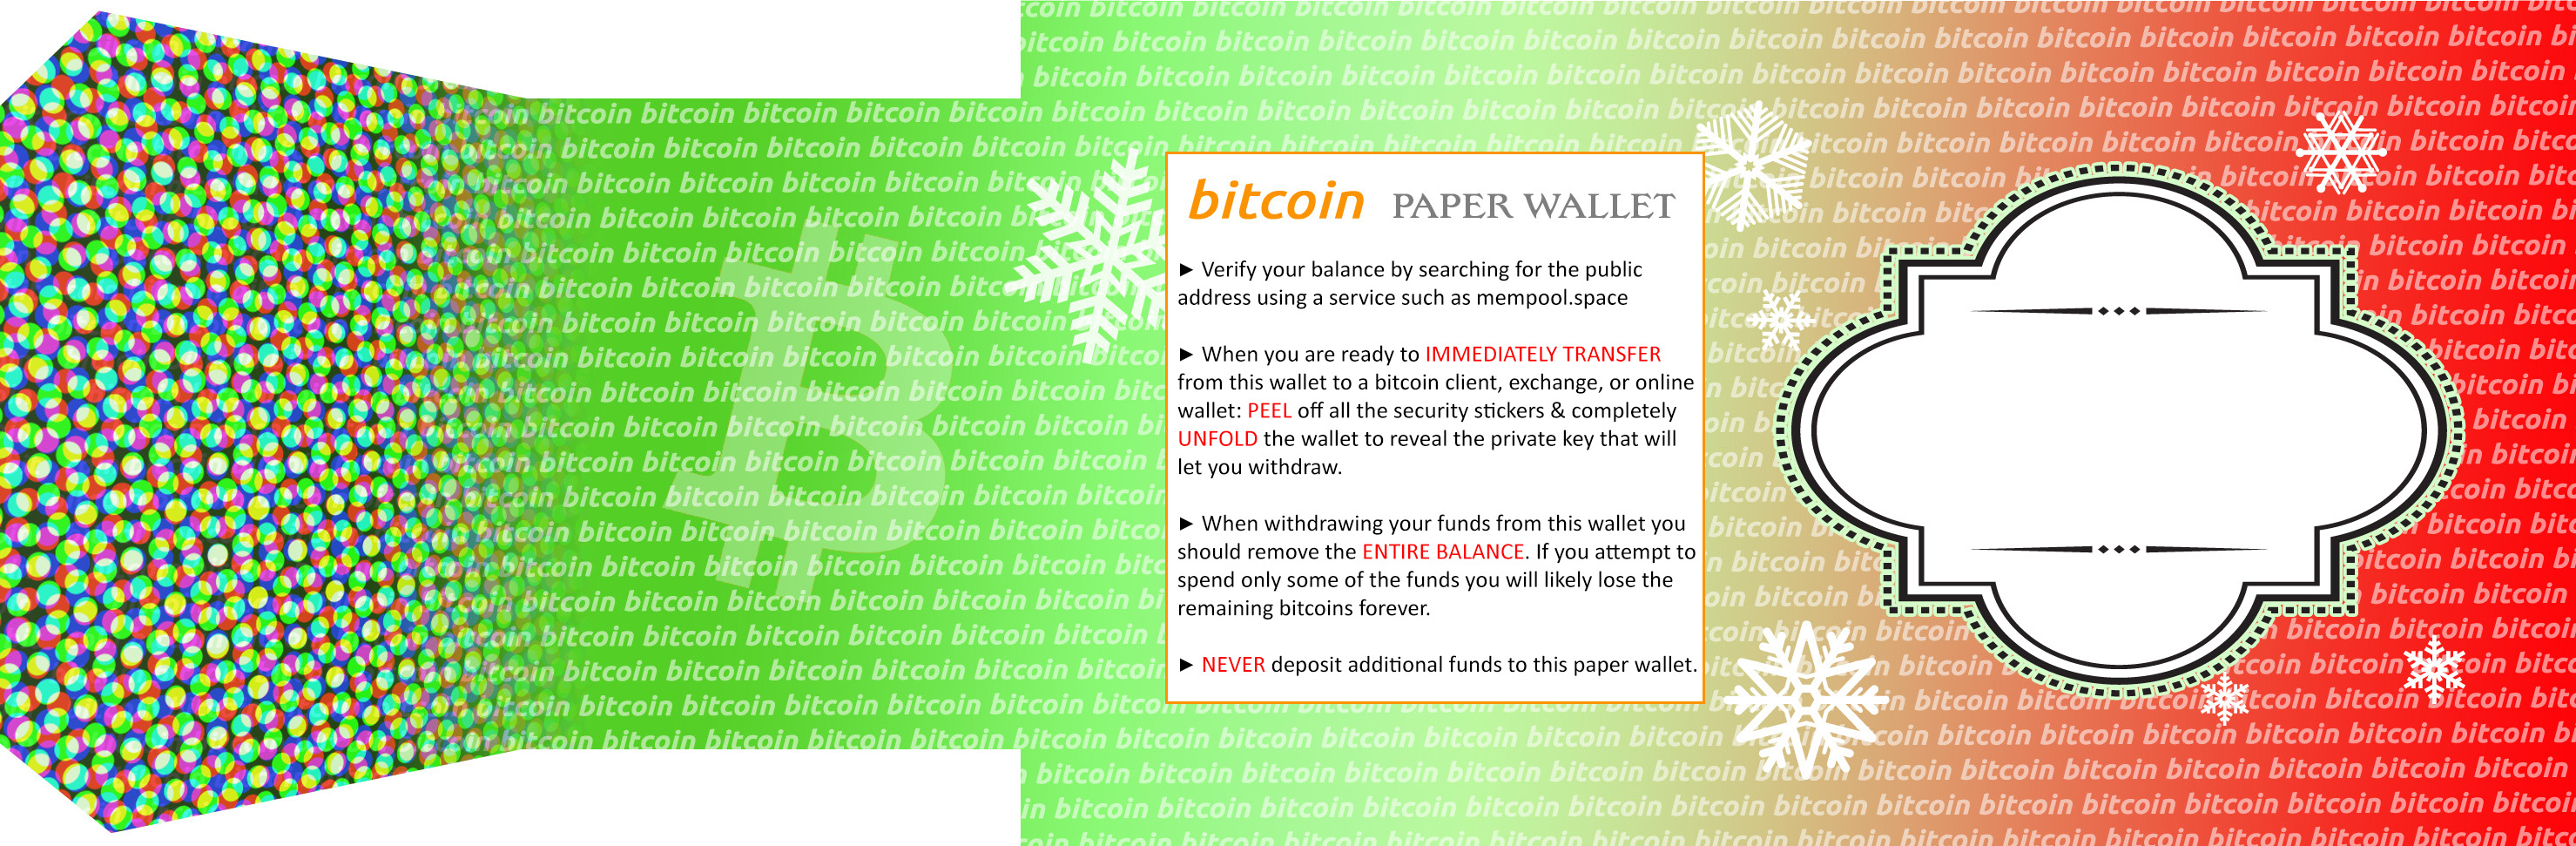 bitcoin PAPER WALLET
► Verify your balance by searching for the public
address using a service such as mempool.space
► When you are ready to IMMEDIATELY TRANSFER
from this wallet to a bitcoin client, exchange, or online
wallet: PEEL off all the security stickers & completely
UNFOLD the wallet to reveal the private key that will
let you withdraw.
► When withdrawing your funds from this wallet you
should remove the ENTIRE BALANCE. If you attempt to
spend only some of the funds you will likely lose the
remaining bitcoins forever.
► NEVER deposit additional funds to this paper wallet.